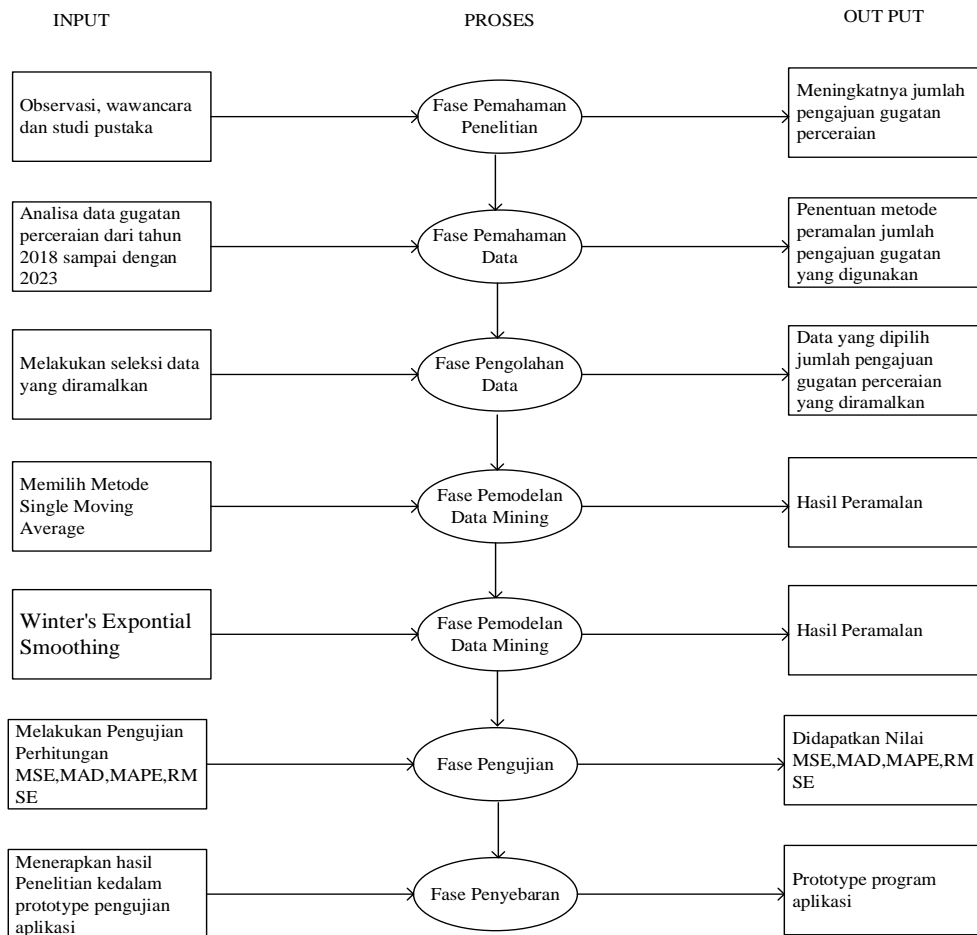 INPUT
PROSES
OUT PUT
Observasi, wawancara
dan studi pustaka
Fase Pemahaman
Penelitian
Meningkatnya jumlah
pengajuan gugatan
perceraian
Analisa data gugatan
perceraian dari tahun
2018 sampai dengan
2023
Fase Pemahaman
Data
Penentuan metode
peramalan jumlah
pengajuan gugatan
yang digunakan
Melakukan seleksi data
yang diramalkan
Fase Pengolahan
Data
Data yang dipilih
jumlah pengajuan
gugatan perceraian
yang diramalkan
Memilih Metode
Single Moving
Average
Fase Pemodelan
Data Mining
Hasil Peramalan
Winter's Expontial
Smoothing
Fase Pemodelan
Data Mining
Hasil Peramalan
Melakukan Pengujian
Perhitungan
MSE,MAD,MAPE,RM
SE
Fase Pengujian
Didapatkan Nilai
MSE,MAD,MAPE,RM
SE
Menerapkan hasil
Penelitian kedalam
prototype pengujian
aplikasi
Fase Penyebaran
Prototype program
aplikasi